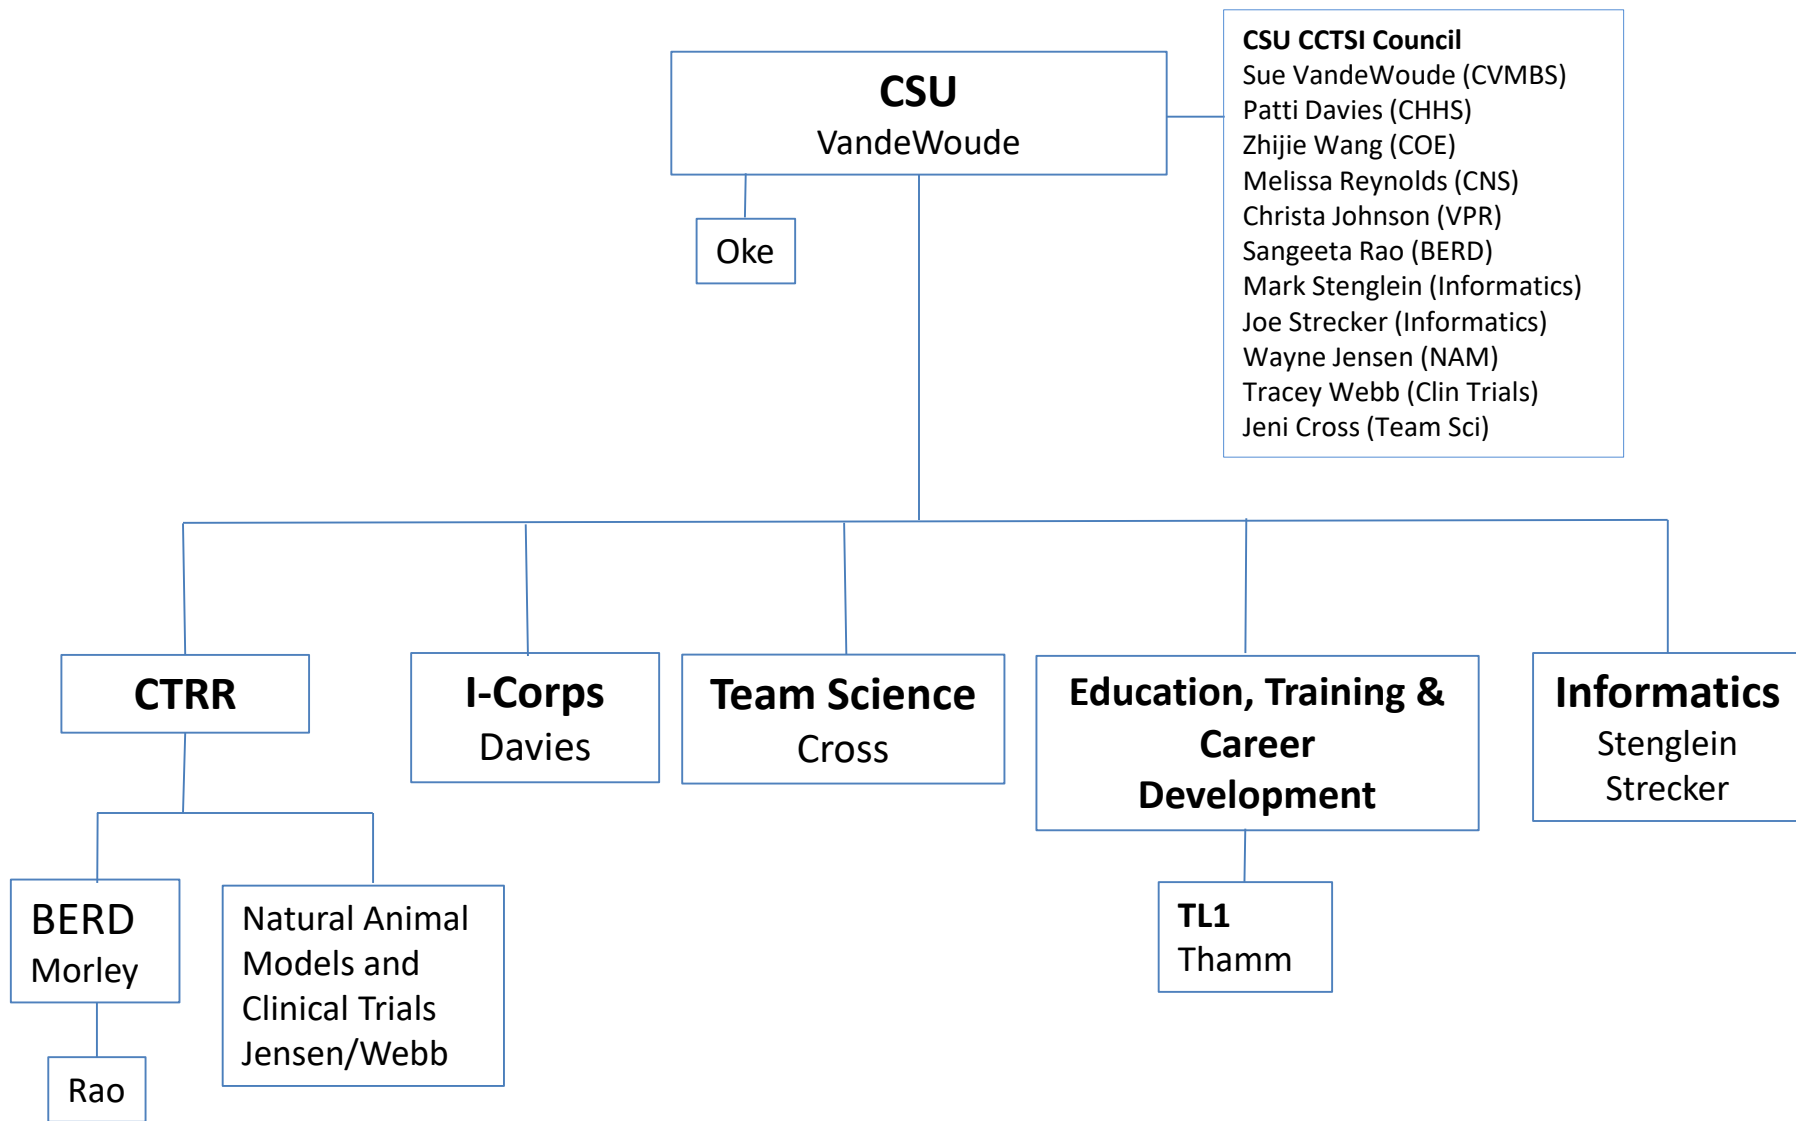 CSU
VandeWoude
CSU CCTSI Council
Sue VandeWoude (CVMBS)
Patti Davies (CHHS)
Zhijie Wang (COE)
Melissa Reynolds (CNS)
Christa Johnson (VPR)
Sangeeta Rao (BERD)
Mark Stenglein (Informatics)
Joe Strecker (Informatics)
Wayne Jensen (NAM)
Tracey Webb (Clin Trials)
Jeni Cross (Team Sci)
Oke
CTRR
I-Corps
Davies
Team Science
Cross
Education, Training &
Career
Development
Informatics
Stenglein
Strecker
BERD
Morley
Natural Animal
Models and
Clinical Trials
Jensen/Webb
TL1
Thamm
Rao